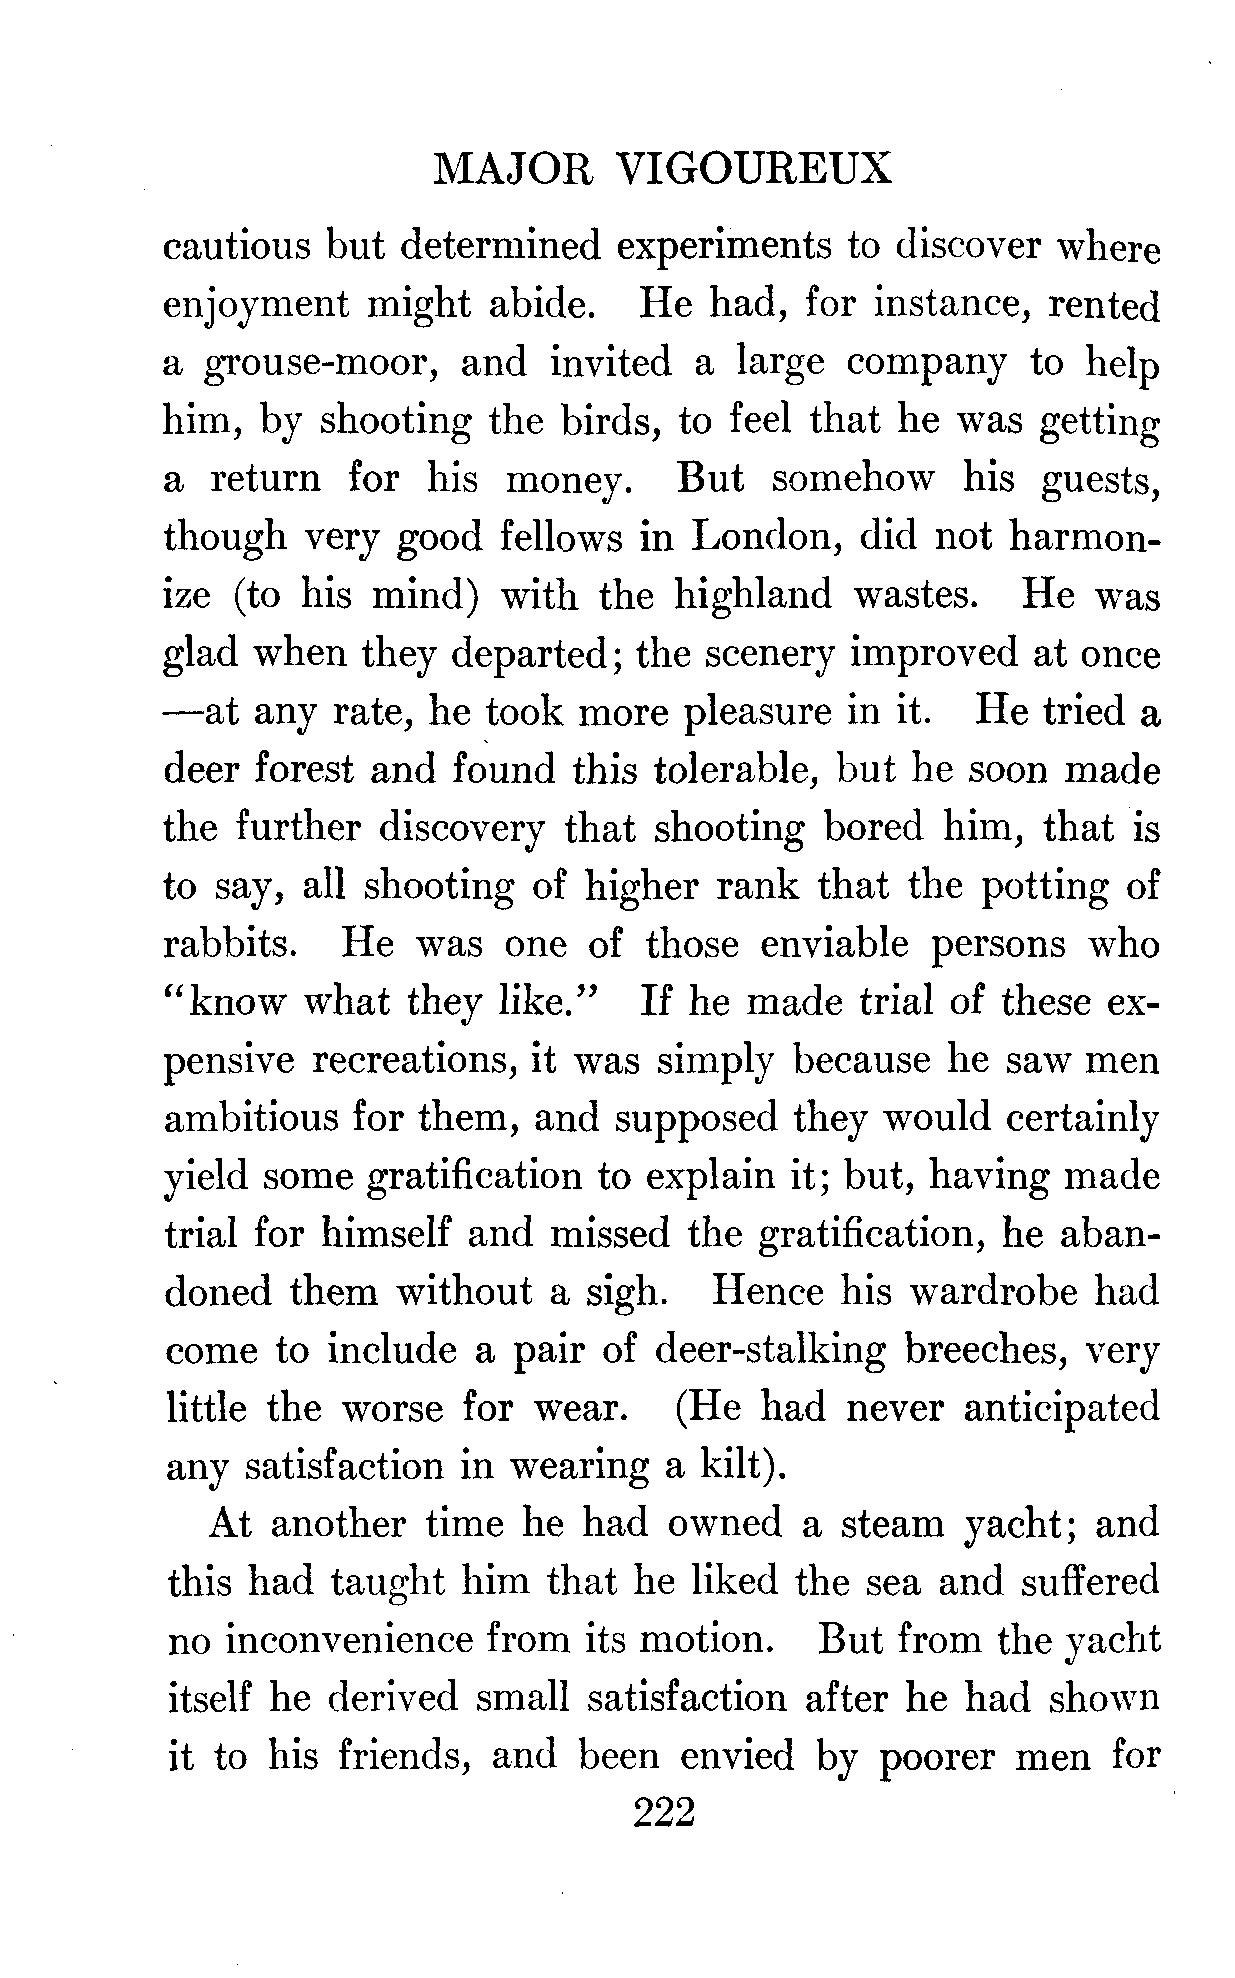 MAJOR VIGOUREUX
cautious but determined experiments to discover where
enjoyment might abide. He had, for instance, rented
a grouse-moor, and invited a large company to help
him, by shooting the birds, to feel that he was getting
a return for his money. But somehow his guests,
though very good fellows in London, did not harmon-
ize (to his mind) with the highland wastes. He was
glad when they departed; the scenery improved at once
—at any rate, he took more pleasure in it. He tried a
deer forest and found this tolerable, but he soon made
the further discovery that shooting bored him, that is
to say, all shooting of higher rank that the potting of
rabbits. He was one of those enviable persons who
“know what they like.” If he made trial of these ex-
pensive recreations, it was simply because he saw men
ambitious for them, and supposed they would certainly
yield some gratification to explain it; but, having made
trial for himself and missed the gratification, he aban-
doned them without a sigh. Hence his wardrobe had
come to include a pair of deer-stalking breeches, very
little the worse for wear. (He had never anticipated
any satisfaction in wearing a kilt).
At another time he had owned a steam yacht; and
this had taught him that he liked the sea and suffered
no inconvenience from its motion. But from the yacht
itself he derived small satisfaction after he had shown
it to his friends, and been envied by poorer men for
222